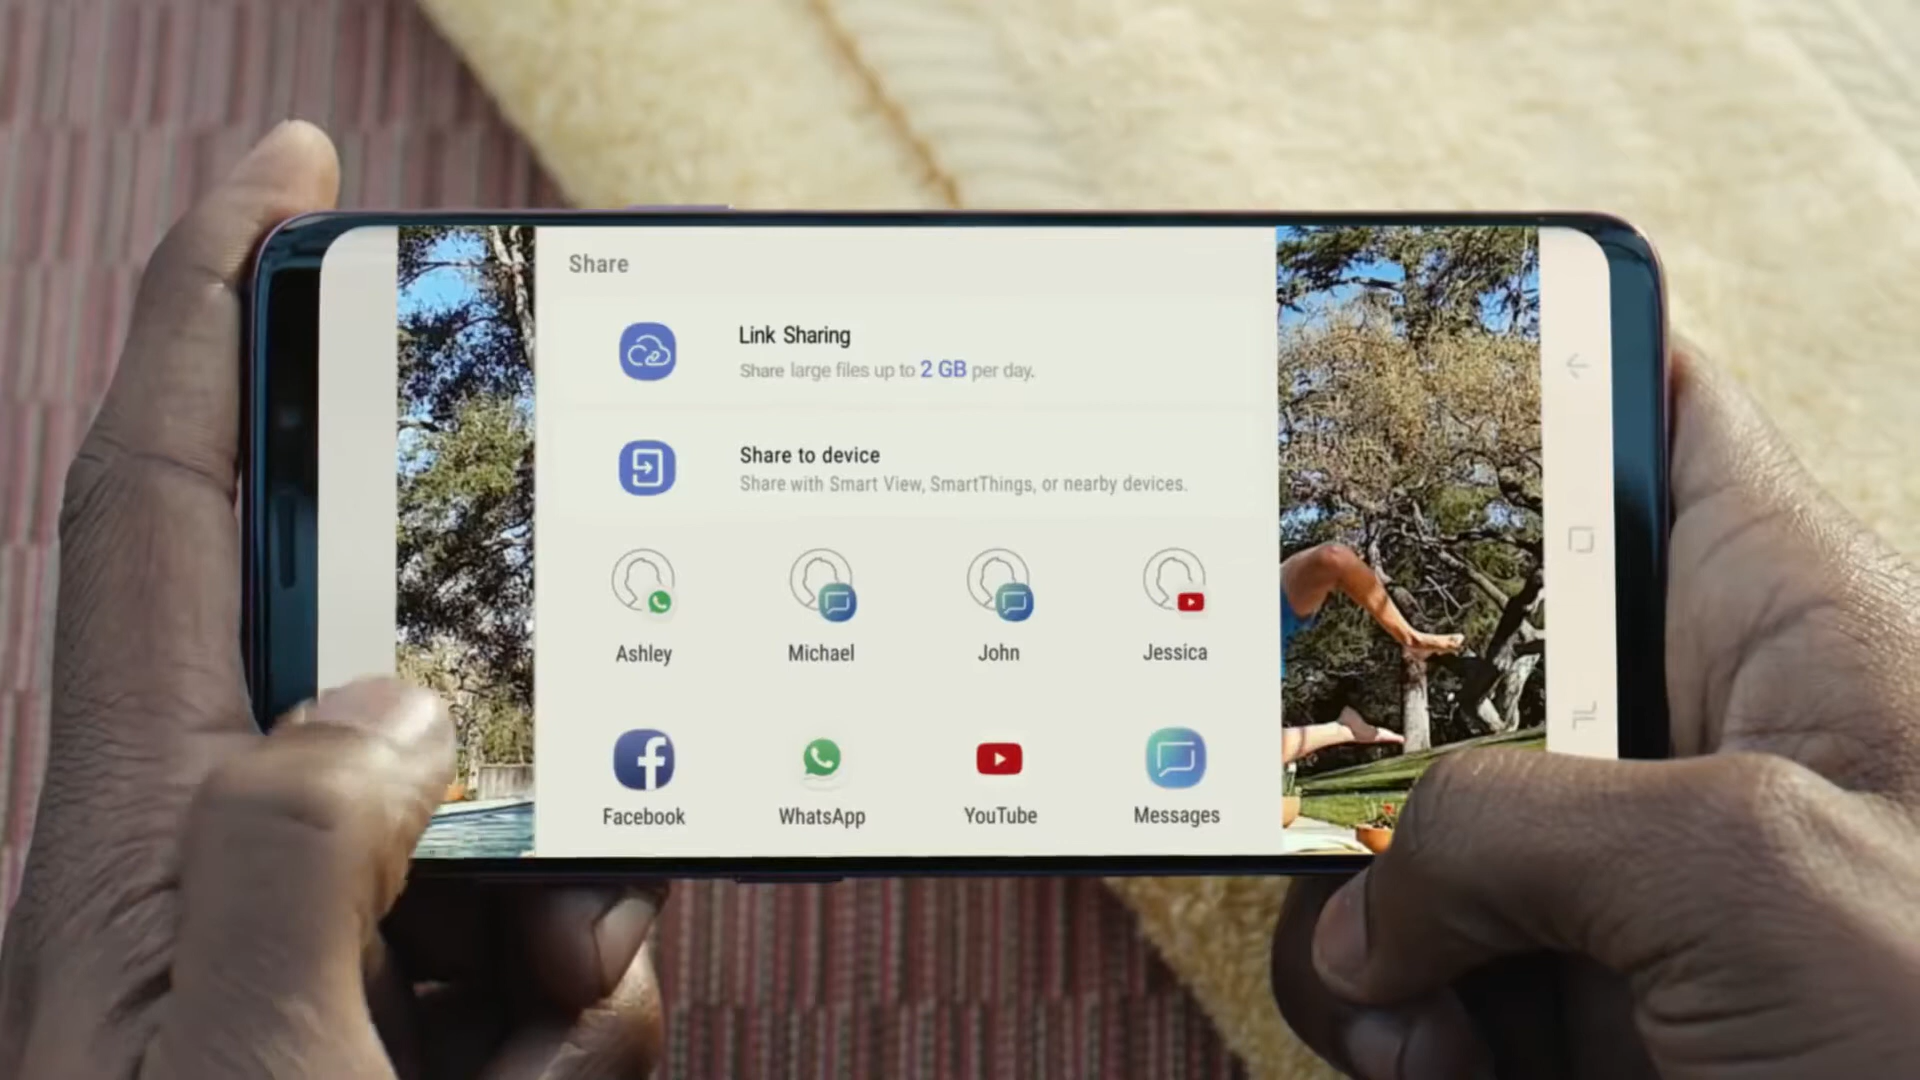 Share
Link Sharing
Share large files up to 2 GB per day.
Share to device
Share with Smart View, SmartThings, or nearby devices.
Ashley Michael John Jessica
Facebook WhatsApp YouTube Messages